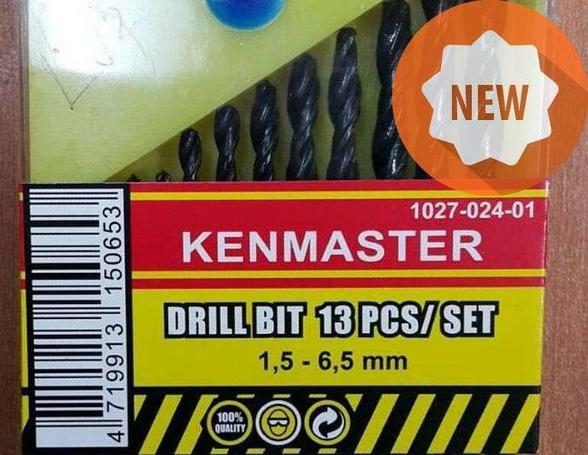 NEW
1027-024-01
KENMASTER
DRILL BIT 13 PCS/ SET
1,5 - 6,5 mm
100%
QUALITY
4 719913 150653